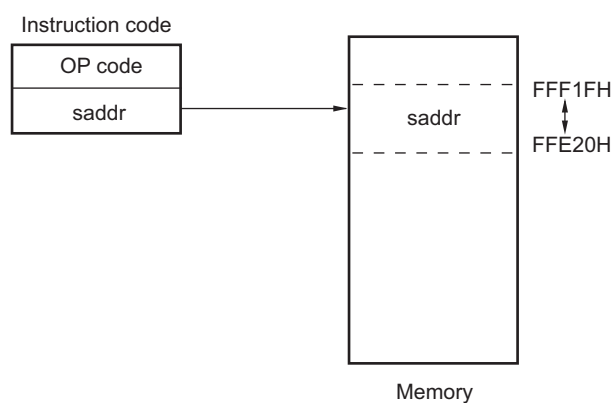 Instruction code
OP code
saddr
saddr
FFF1FH
FFE20H
Memory